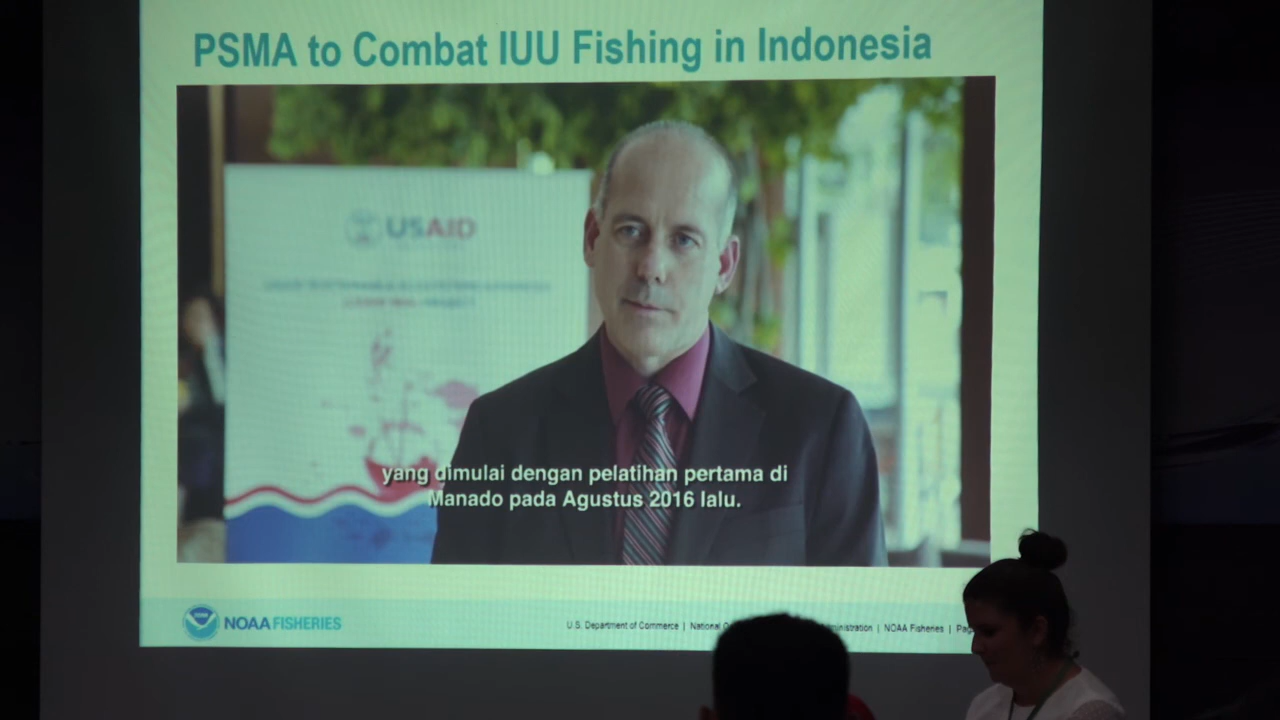 PSMA to Combat IUU Fishing in Indonesia
USAID
yang dimulai dengan pelatihan pertama di
Manado pada Agustus 2016 lalu.
NOAA FISHERIES
U.S. Department of Commerce | National | NOAA Fisheries |